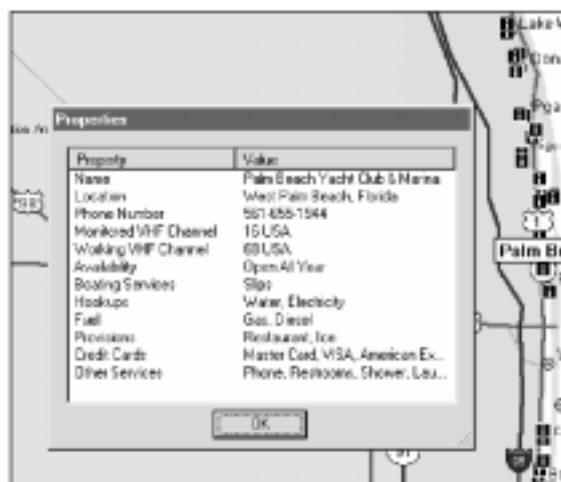 Lake
Properties
Property Value
Name Palm Beach Yacht Club & Marina
Location West Palm Beach, Florida
Phone Number 561-655-1944
Monitored VHF Channel 16 USA
Working VHF Channel 68 USA
Availability Open All Year
Boating Services Slips
Hookups Water, Electricity
Fuel Gas, Diesel
Provisions Restaurant, Ice
Credit Cards Master Card, VISA, American Ex...
Other Services Phone, Restrooms, Shower, Lau...
OK
1
Palm Be